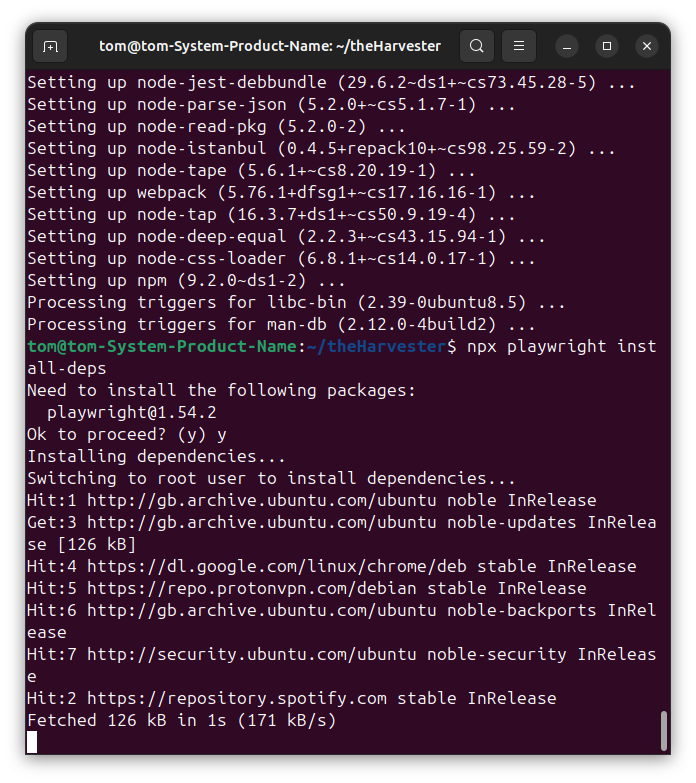 tom@tom-System-Product-Name: ~/theHarvester
Setting up node-jest-debbundle (29.6.2~ds1+~cs73.45.28-5) ...
Setting up node-parse-json (5.2.0+~cs5.1.7-1) ...
Setting up node-read-pkg (5.2.0-2) ...
Setting up node-istanbul (0.4.5+repack10+~cs98.25.59-2) ...
Setting up node-tape (5.6.1+~cs8.20.19-1) ...
Setting up webpack (5.76.1+dfsg1+~cs17.16.16-1) ...
Setting up node-tap (16.3.7+ds1+~cs50.9.19-4) ...
Setting up node-deep-equal (2.2.3+~cs43.15.94-1) ...
Setting up node-css-loader (6.8.1+~cs14.0.17-1) ...
Setting up npm (9.2.0~ds1-2) ...
Processing triggers for libc-bin (2.39-0ubuntu8.5) ...
Processing triggers for man-db (2.12.0-4build2) ...
tom@tom-System-Product-Name:~/theHarvester$ npx playwright inst
all-deps
Need to install the following packages:
  playwright@1.54.2
Ok to proceed? (y) y
Installing dependencies...
Switching to root user to install dependencies...
Hit:1 http://gb.archive.ubuntu.com/ubuntu noble InRelease
Get:3 http://gb.archive.ubuntu.com/ubuntu noble-updates InRelea
se [126 kB]
Hit:4 https://dl.google.com/linux/chrome/deb stable InRelease
Hit:5 https://repo.protonvpn.com/debian stable InRelease
Hit:6 http://gb.archive.ubuntu.com/ubuntu noble-backports InRel
ease
Hit:7 http://security.ubuntu.com/ubuntu noble-security InReleas
e
Hit:2 https://repository.spotify.com stable InRelease
Fetched 126 kB in 1s (171 kB/s)